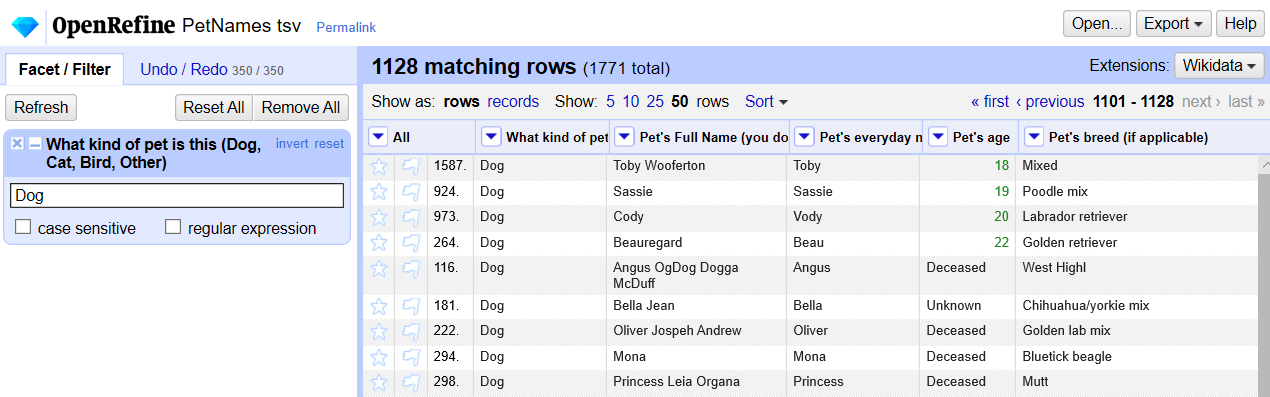 OpenRefine PetNames tsv Permalink Open... Export Help
Facet / Filter Undo / Redo 350 / 350
Refresh Reset All Remove All
What kind of pet is this (Dog, Cat, Bird, Other) invert reset
Dog
case sensitive regular expression
1128 matching rows (1771 total) Extensions: Wikidata
Show as: rows records Show: 5 10 25 50 rows Sort « first ‹ previous 1101 - 1128 next › last »
All What kind of pet Pet's Full Name (you do Pet's everyday n Pet's age Pet's breed (if applicable)
1587. Dog Toby Wooferton Toby 18 Mixed
924. Dog Sassie Sassie 19 Poodle mix
973. Dog Cody Vody 20 Labrador retriever
264. Dog Beauregard Beau 22 Golden retriever
116. Dog Angus OgDog Dogga McDuff Angus Deceased West Highl
181. Dog Bella Jean Bella Unknown Chihuahua/yorkie mix
222. Dog Oliver Jospeh Andrew Oliver Deceased Golden lab mix
294. Dog Mona Mona Deceased Bluetick beagle
298. Dog Princess Leia Organa Princess Deceased Mutt